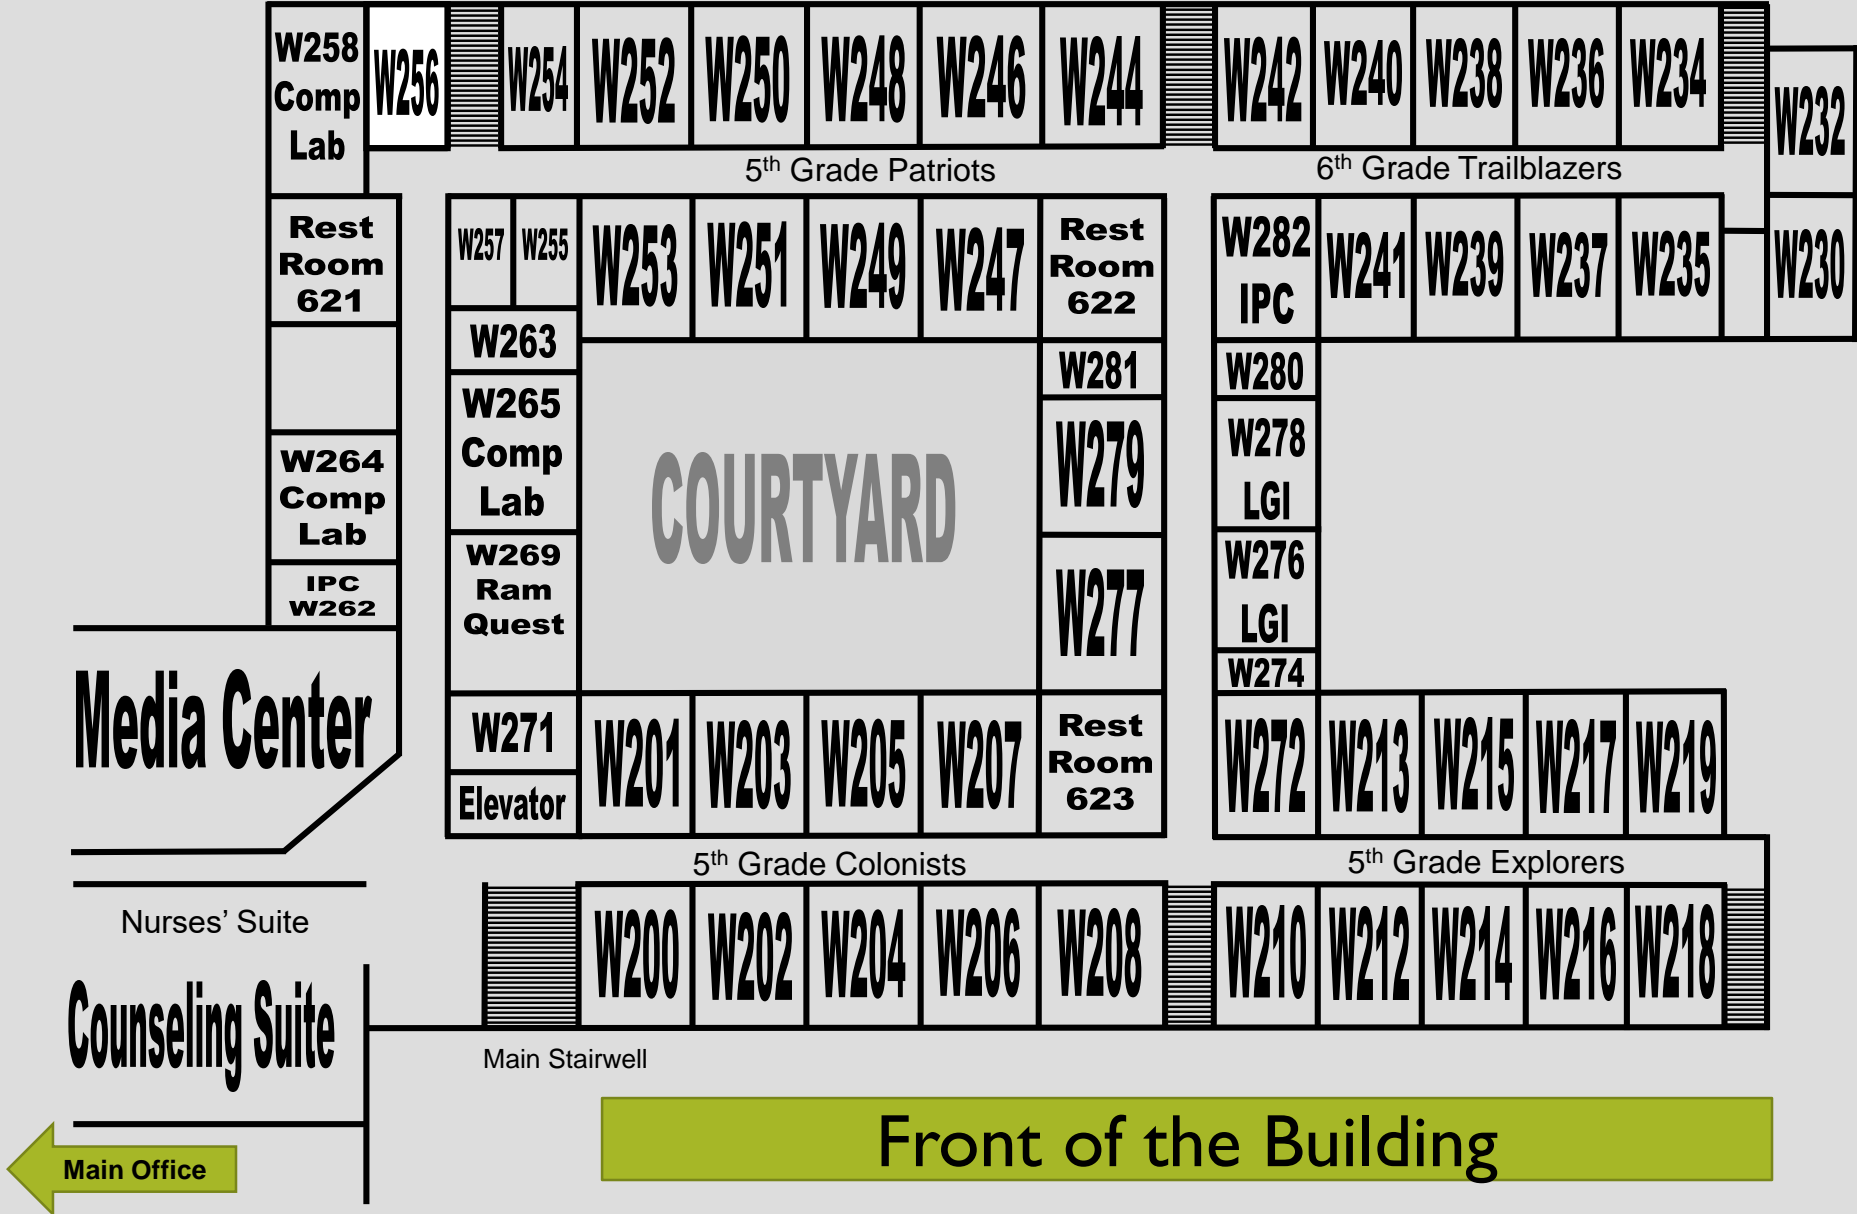 W258
Comp
Lab
W256
W254
W252
W250
W248
W246
W244
W242
W240
W238
W236
W234
W232
5th Grade Patriots
6th Grade Trailblazers
Rest
Room
621
W257
W255
W253
W251
W249
W247
Rest
Room
622
W282
IPC
W241
W239
W237
W235
W230
W263
W281
W280
W265
Comp
Lab
COURTYARD
W279
W278
LGI
W264
Comp
Lab
W269
Ram
Quest
W277
W276
LGI
IPC
W262
W274
Media Center
W271
Elevator
W201
W203
W205
W207
Rest
Room
623
W272
W213
W215
W217
W219
5th Grade Colonists
5th Grade Explorers
Nurses’ Suite
W200
W202
W204
W206
W208
W210
W212
W214
W216
W218
Counseling Suite
Main Stairwell
Front of the Building
Main Office